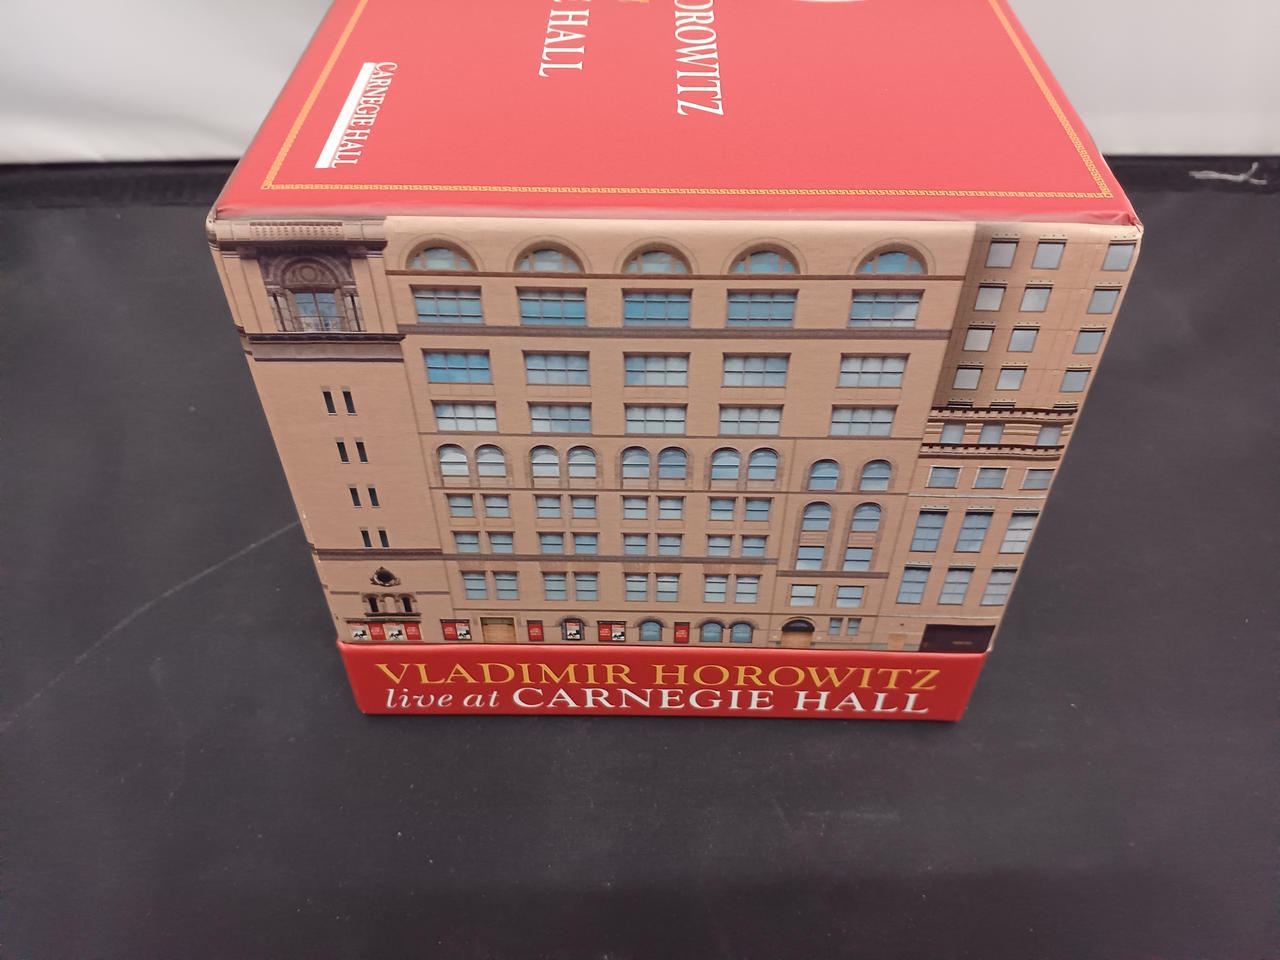 OROWITZ
HALL
CARNEGIE HALL
VLADIMIR HOROWITZ
live at CARNEGIE HALL